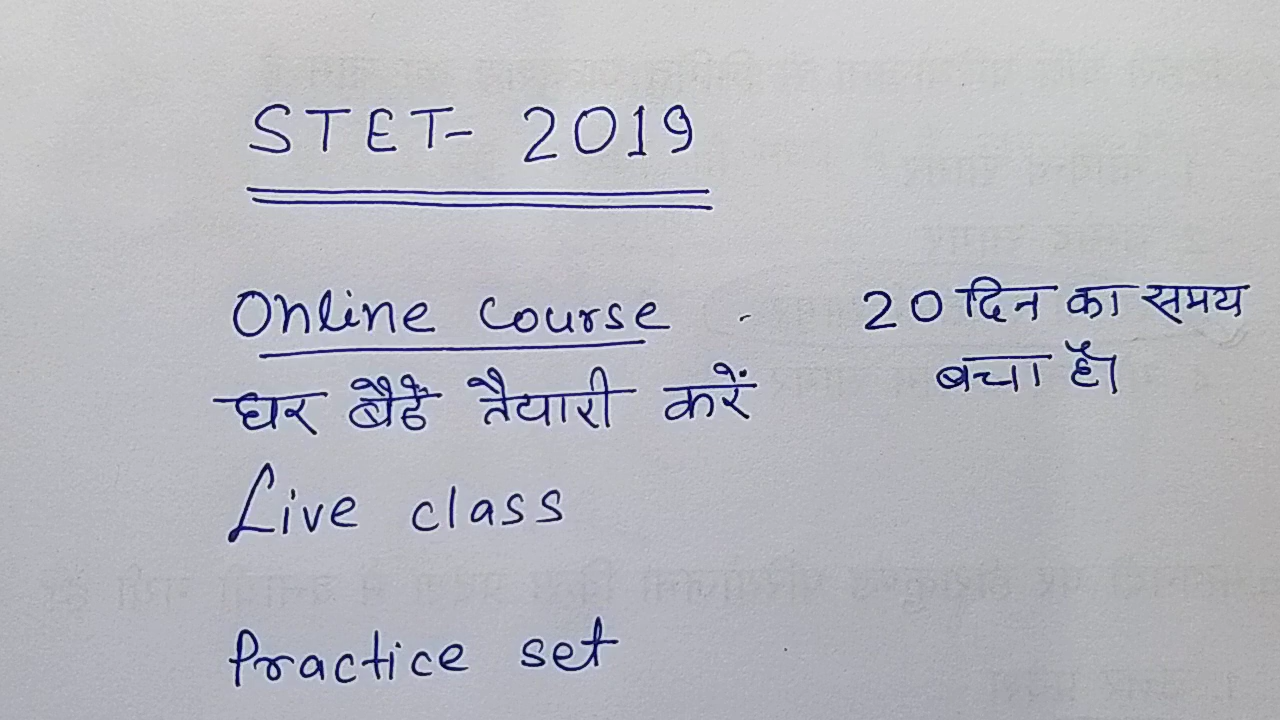 STET- 2019
Online course
20 दिन का समय
बचा है।
घर बैठें तैयारी करें
Live class
Practice set